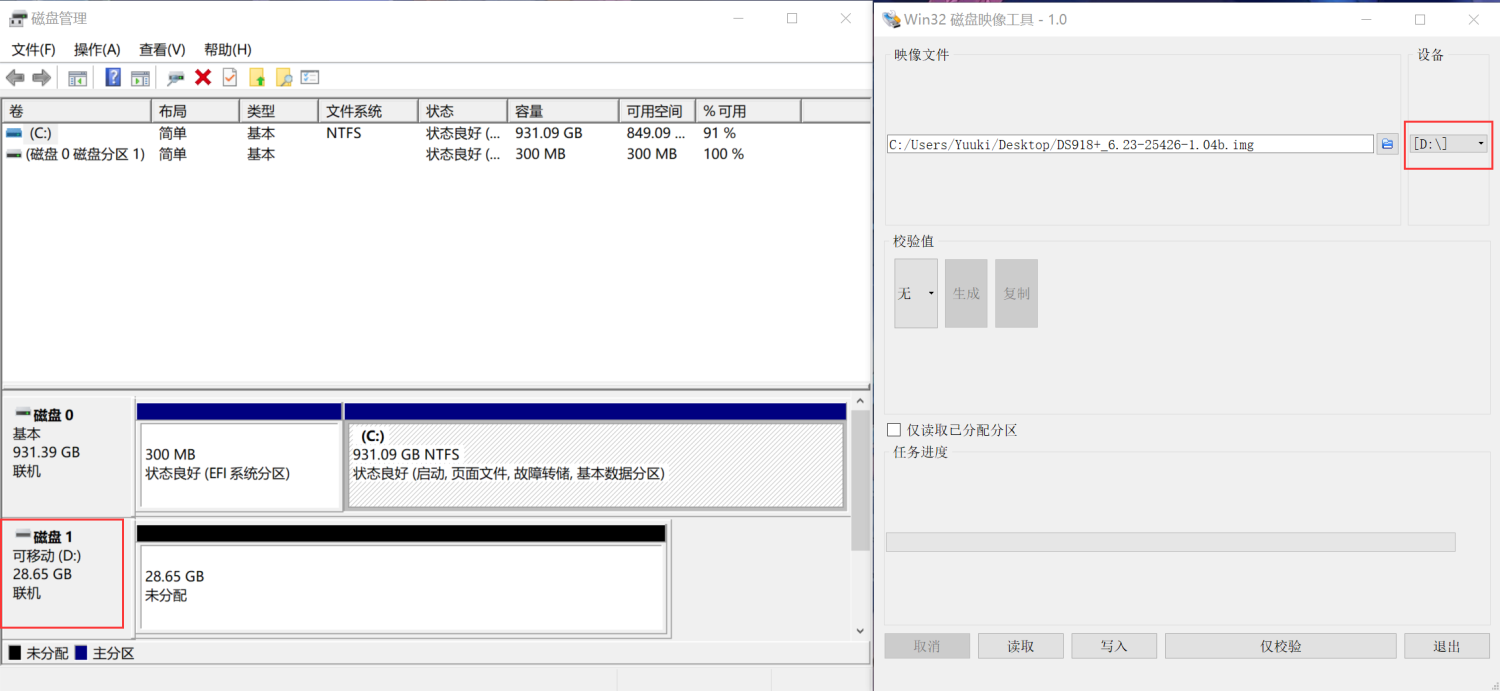 磁盘管理
文件(F) 操作(A) 查看(V) 帮助(H)
卷 布局 类型 文件系统 状态 容量 可用空间 % 可用
(C:) 简单 基本 NTFS 状态良好 (... 931.09 GB 849.09 ... 91 %
(磁盘 0 磁盘分区 1) 简单 基本 状态良好 (... 300 MB 300 MB 100 %
磁盘 0
基本
931.39 GB
联机
300 MB
状态良好 (EFI 系统分区)
(C:)
931.09 GB NTFS
状态良好 (启动, 页面文件, 故障转储, 基本数据分区)
磁盘 1
可移动 (D:)
28.65 GB
联机
28.65 GB
未分配
未分配 主分区
Win32 磁盘映像工具 - 1.0
映像文件 设备
C:/Users/Yuuki/Desktop/DS918+_6.23-25426-1.04b.img [D:\]
校验值
无 生成 复制
仅读取已分配分区
任务进度
取消 读取 写入 仅校验 退出